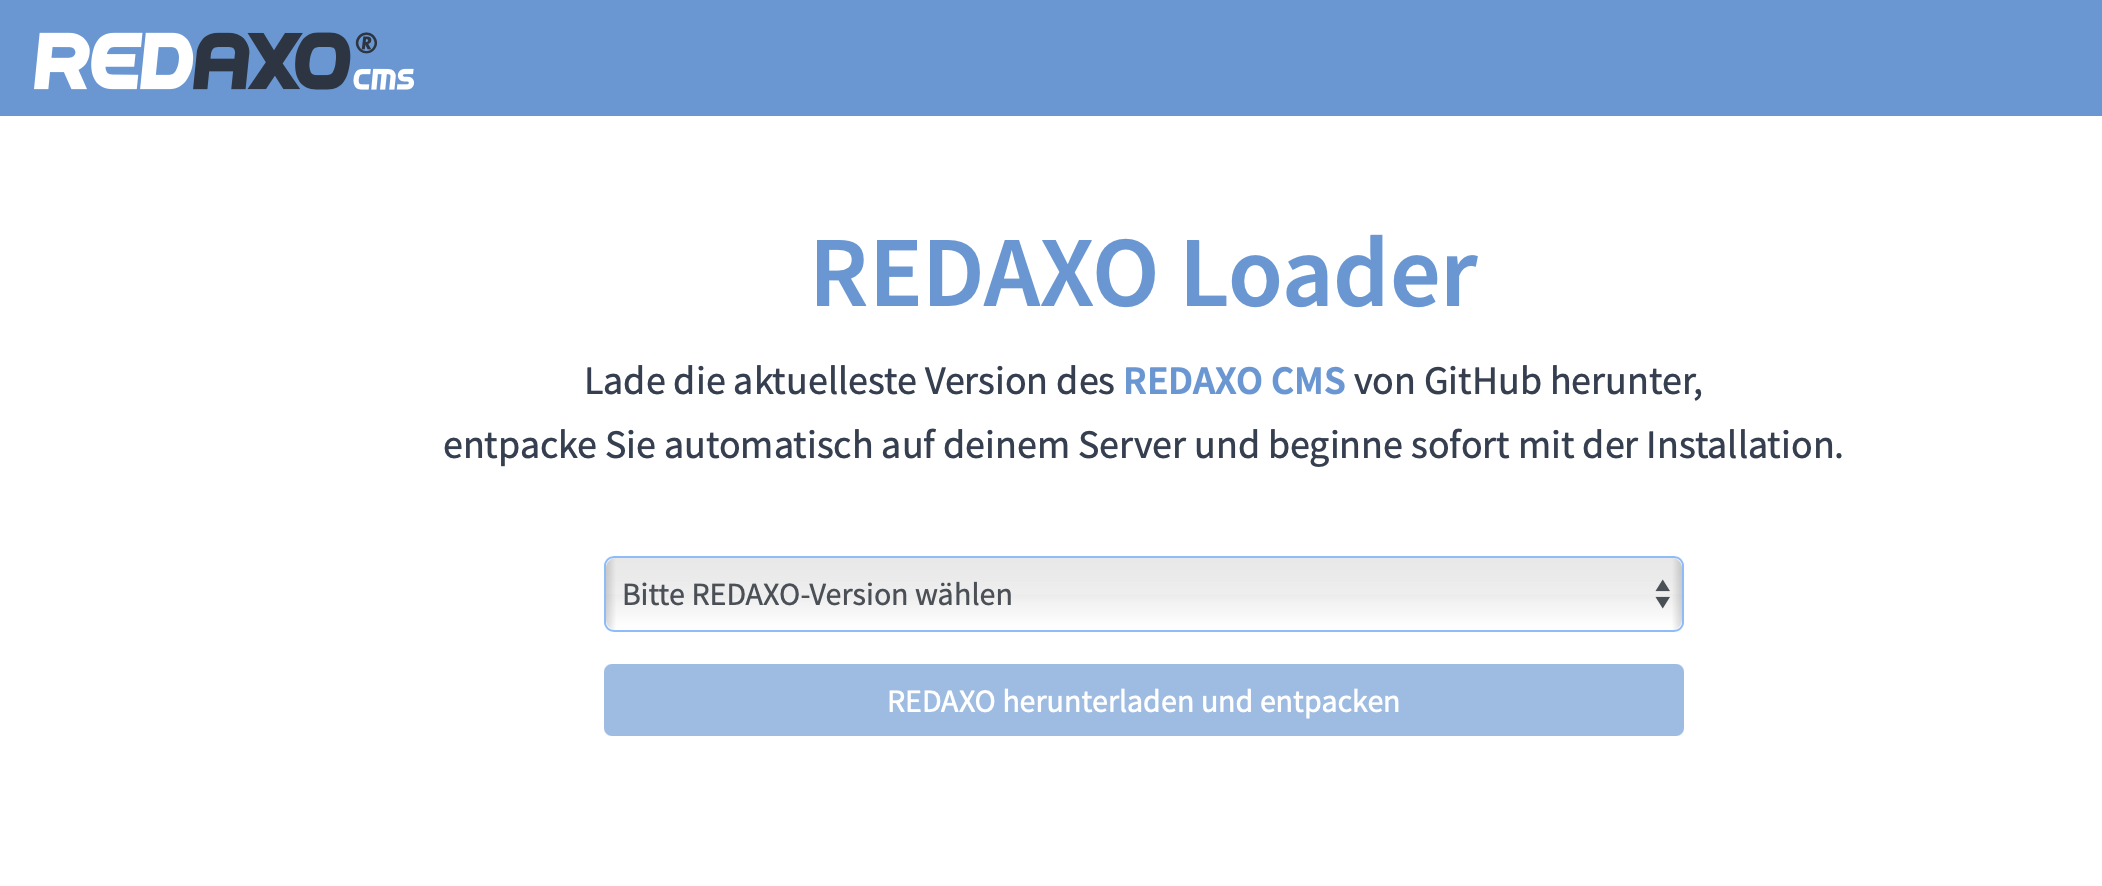 REDAXO® cms
REDAXO Loader
Lade die aktuelleste Version des REDAXO CMS von GitHub herunter,
entpacke Sie automatisch auf deinem Server und beginne sofort mit der Installation.
Bitte REDAXO-Version wählen
REDAXO herunterladen und entpacken